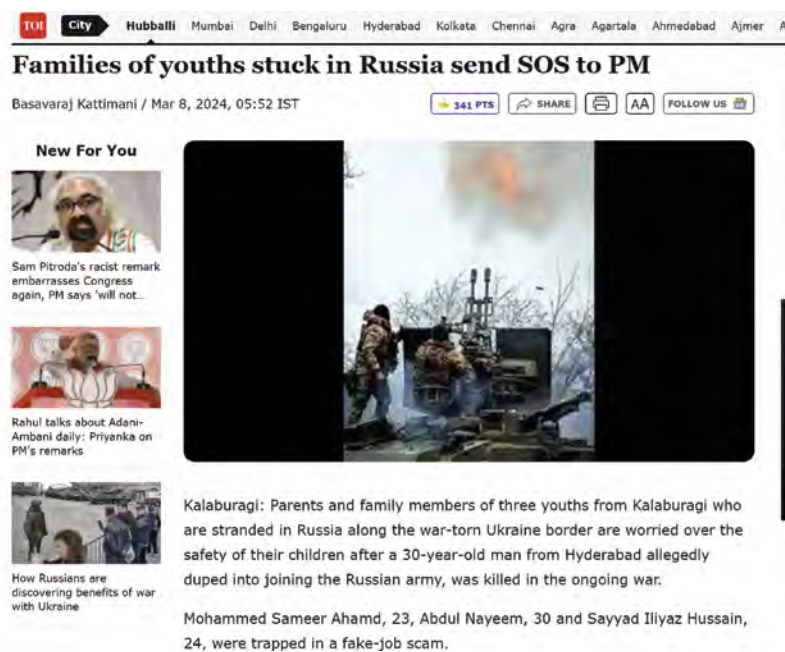 TOI City Hubballi Mumbai Delhi Bengaluru Hyderabad Kolkata Chennai Agra Agartala Ahmedabad Ajmer A
Families of youths stuck in Russia send SOS to PM
Basavaraj Kattimani / Mar 8, 2024, 05:52 IST
341 PTS SHARE AA FOLLOW US
New For You
Sam Pitroda's racist remark
embarrasses Congress
again, PM says 'will not...
Rahul talks about Adani-
Ambani daily: Priyanka on
PM's remarks
How Russians are
discovering benefits of war
with Ukraine
Kalaburagi: Parents and family members of three youths from Kalaburagi who
are stranded in Russia along the war-torn Ukraine border are worried over the
safety of their children after a 30-year-old man from Hyderabad allegedly
duped into joining the Russian army, was killed in the ongoing war.
Mohammed Sameer Ahamd, 23, Abdul Nayeem, 30 and Sayyad Iliyaz Hussain,
24, were trapped in a fake-job scam.